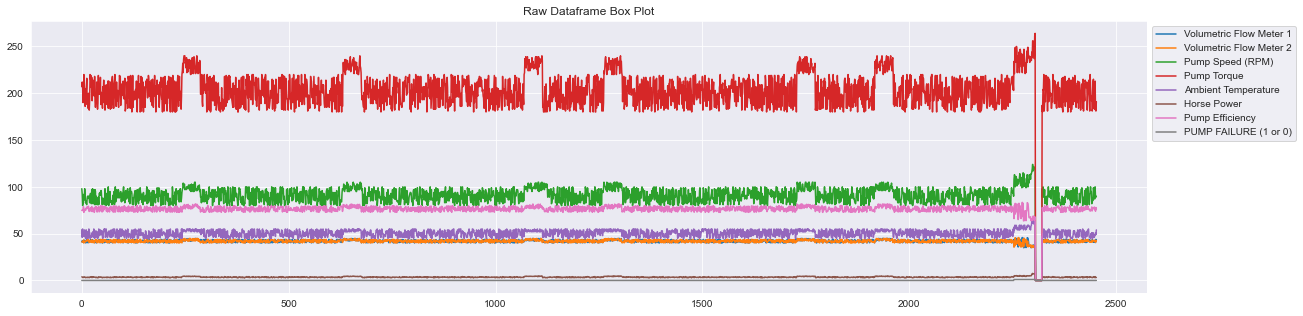 Raw Dataframe Box Plot
250
200
150
100
50
0
0
500
1000
1500
2000
2500
Volumetric Flow Meter 1
Volumetric Flow Meter 2
Pump Speed (RPM)
Pump Torque
Ambient Temperature
Horse Power
Pump Efficiency
PUMP FAILURE (1 or 0)